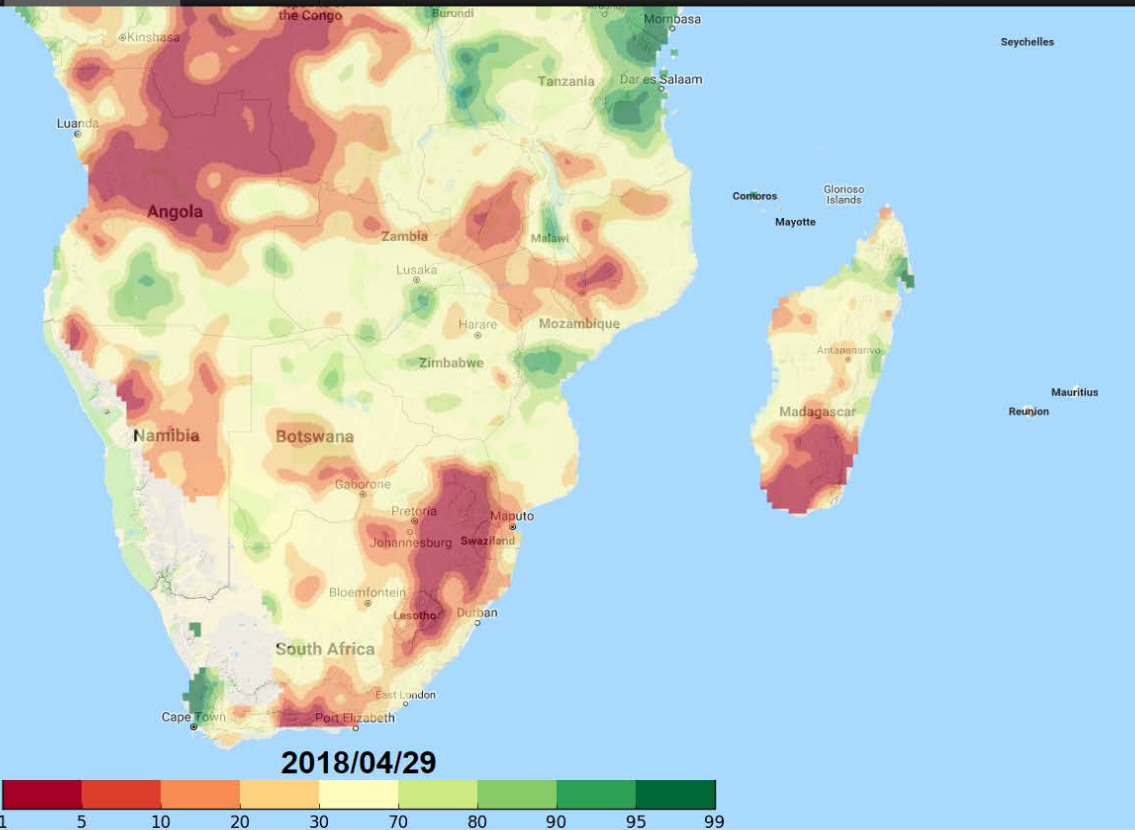 the Congo
Burundi
Mombasa
Kinshasa
Seychelles
Tanzania
Dar es Salaam
Luanda
Comoros
Glorioso
Islands
Mayotte
Angola
Zambia
Malawi
Lusaka
Harare
Mozambique
Zimbabwe
Antananarivo
Mauritius
Madagascar
Reunion
Namibia
Botswana
Gaborone
Pretoria
Maputo
Johannesburg
Swaziland
Bloemfontein
Lesotho
Durban
South Africa
East London
Cape Town
Port Elizabeth
2018/04/29
1 5 10 20 30 70 80 90 95 99